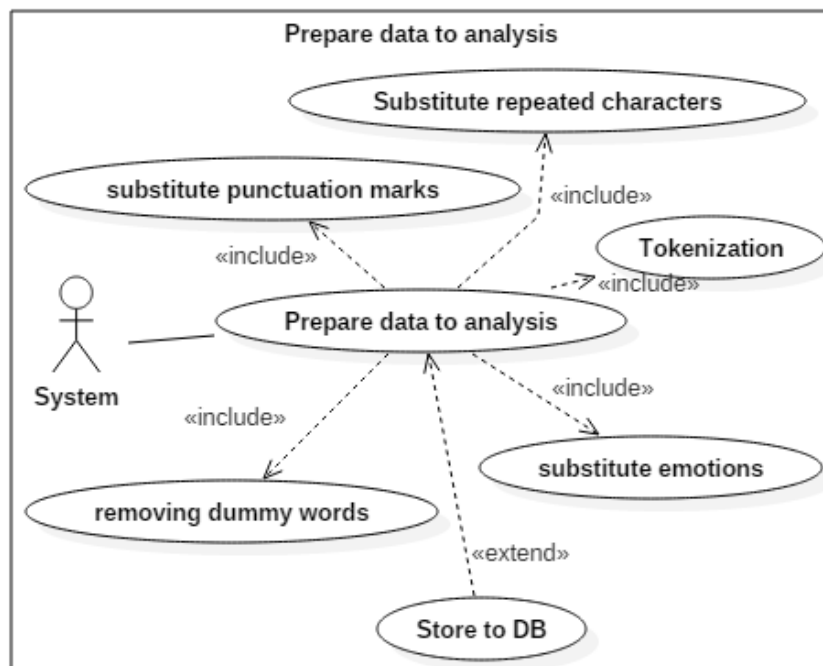 Prepare data to analysis
Substitute repeated characters
substitute punctuation marks
«include»
Tokenization
«include»
«include»
Prepare data to analysis
System
«include»
«include»
substitute emotions
removing dummy words
«extend»
Store to DB